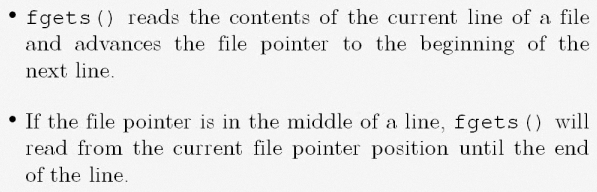 • fgets() reads the contents of the current line of a file
and advances the file pointer to the beginning of the
next line.
• If the file pointer is in the middle of a line, fgets() will
read from the current file pointer position until the end
of the line.